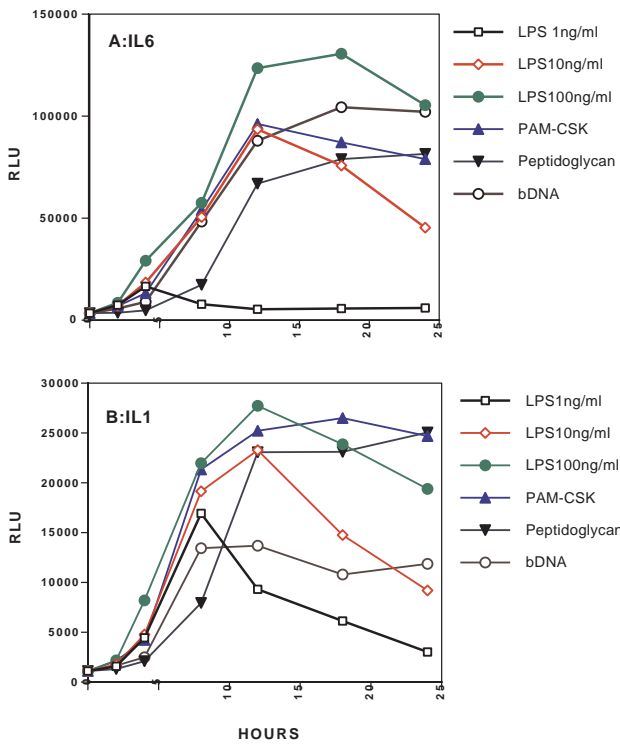 A:IL6
150000
100000
50000
0
RLU
0
5
10
15
20
25
LPS 1ng/ml
LPS10ng/ml
LPS100ng/ml
PAM-CSK
Peptidoglycan
bDNA
B:IL1
30000
25000
20000
15000
10000
5000
0
RLU
0
5
10
15
20
25
HOURS
LPS1ng/ml
LPS10ng/ml
LPS100ng/ml
PAM-CSK
Peptidoglycan
bDNA